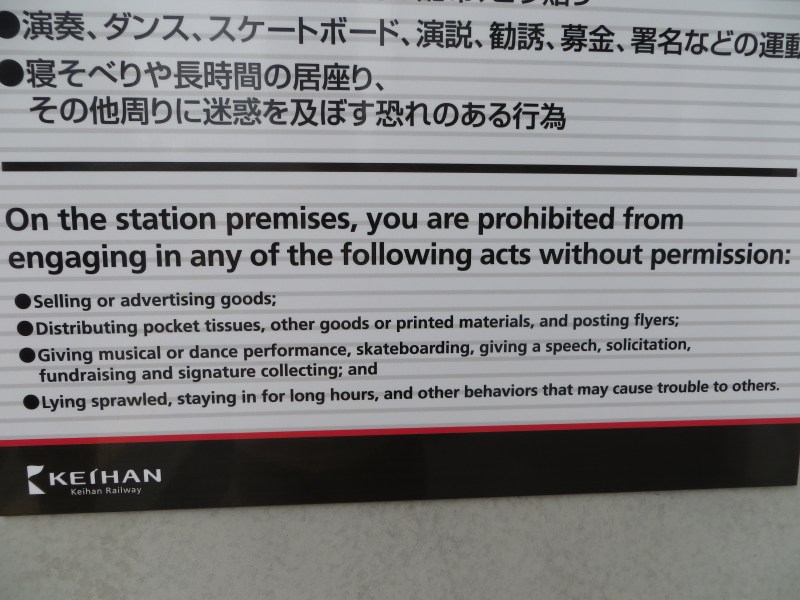 ●演奏、ダンス、スケートボード、演説、勧誘、募金、署名などの運動
●寝そべりや長時間の居座り、
その他周りに迷惑を及ぼす恐れのある行為
On the station premises, you are prohibited from
engaging in any of the following acts without permission:
●Selling or advertising goods;
●Distributing pocket tissues, other goods or printed materials, and posting flyers;
●Giving musical or dance performance, skateboarding, giving a speech, solicitation,
fundraising and signature collecting; and
●Lying sprawled, staying in for long hours, and other behaviors that may cause trouble to others.
KEIHAN
Keihan Railway